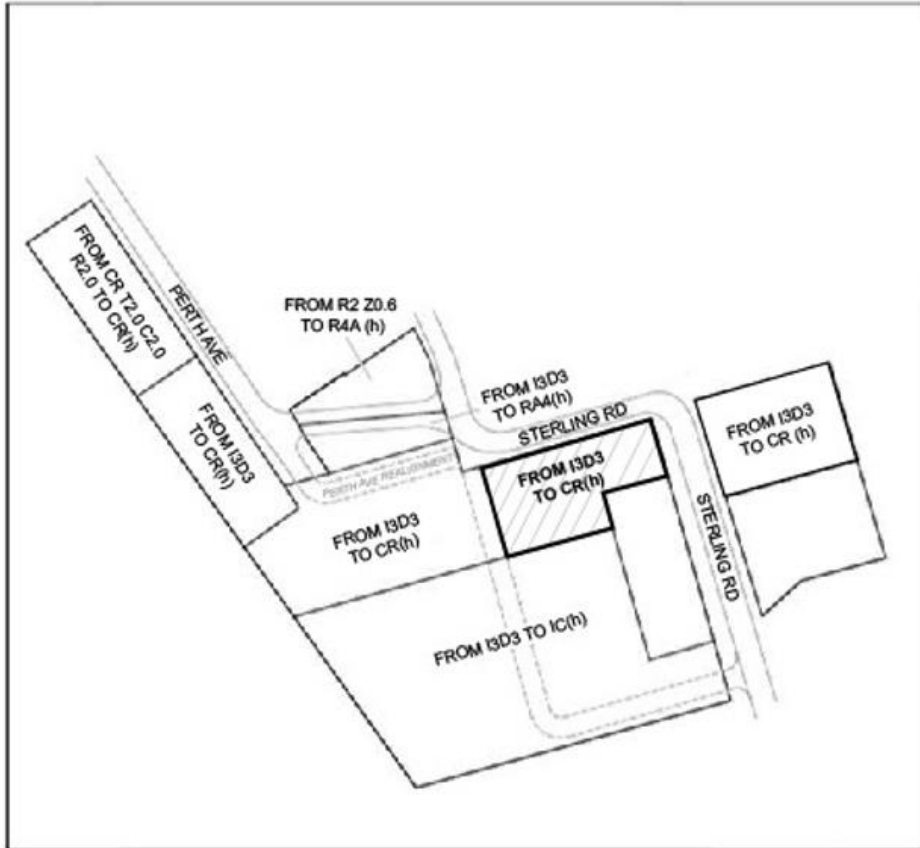 FROM CR T2.0 C2.0
R2.0 TO CR(h)
PERTH AVE
FROM R2 Z0.6
TO R4A (h)
FROM I3D3
TO CR(h)
FROM I3D3
TO RA4(h)
STERLING RD
FROM I3D3
TO CR (h)
PERTH AVE REALIGNMENT
FROM I3D3
TO CR(h)
FROM I3D3
TO CR(h)
STERLING RD
FROM I3D3 TO IC(h)